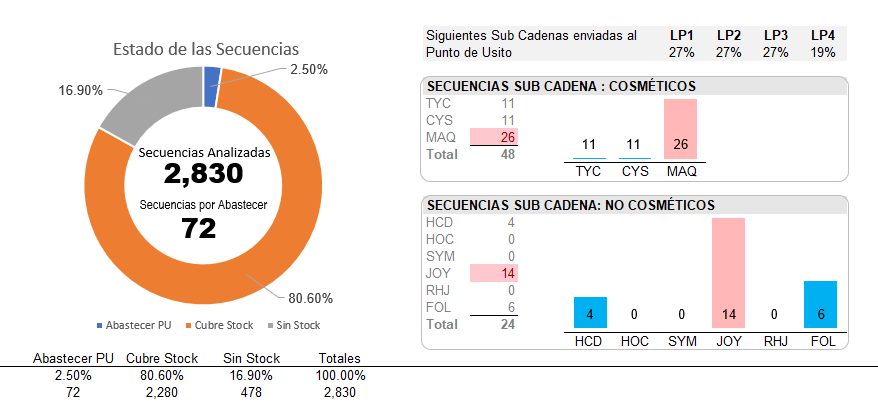 Estado de las Secuencias
2.50%
16.90%
Secuencias Analizadas
2,830
Secuencias por Abastecer
72
80.60%
Abastecer PU Cubre Stock Sin Stock
Abastecer PU Cubre Stock Sin Stock Totales
2.50% 80.60% 16.90% 100.00%
72 2,280 478 2,830
Siguientes Sub Cadenas enviadas al LP1 LP2 LP3 LP4
Punto de Usito 27% 27% 27% 19%
SECUENCIAS SUB CADENA : COSMÉTICOS
TYC 11
CYS 11
MAQ 26
Total 48
11 11 26
TYC CYS MAQ
SECUENCIAS SUB CADENA: NO COSMÉTICOS
HCD 4
HOC 0
SYM 0
JOY 14
RHJ 0
FOL 6
Total 24
4 0 0 14 0 6
HCD HOC SYM JOY RHJ FOL